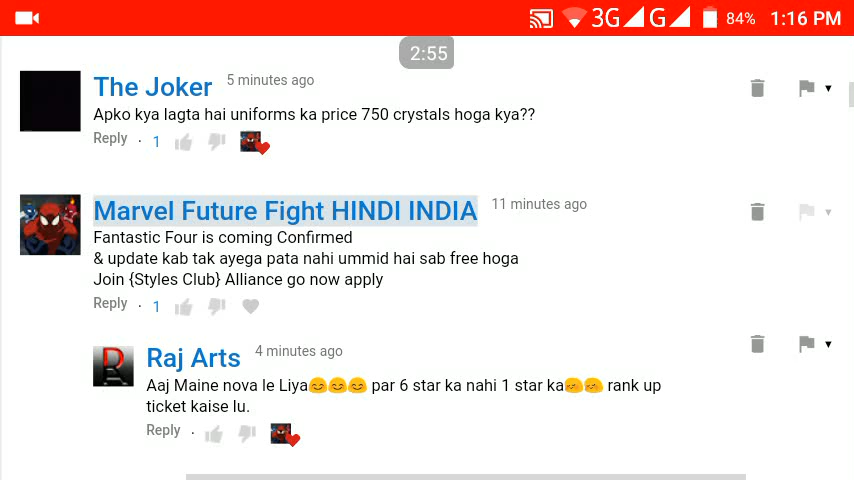 3G G 84% 1:16 PM
2:55
The Joker 5 minutes ago
Apko kya lagta hai uniforms ka price 750 crystals hoga kya??
Reply · 1
Marvel Future Fight HINDI INDIA 11 minutes ago
Fantastic Four is coming Confirmed
& update kab tak ayega pata nahi ummid hai sab free hoga
Join {Styles Club} Alliance go now apply
Reply · 1
R
Raj Arts 4 minutes ago
Aaj Maine nova le Liya😊😊😊 par 6 star ka nahi 1 star ka😞😞 rank up
ticket kaise lu.
Reply ·